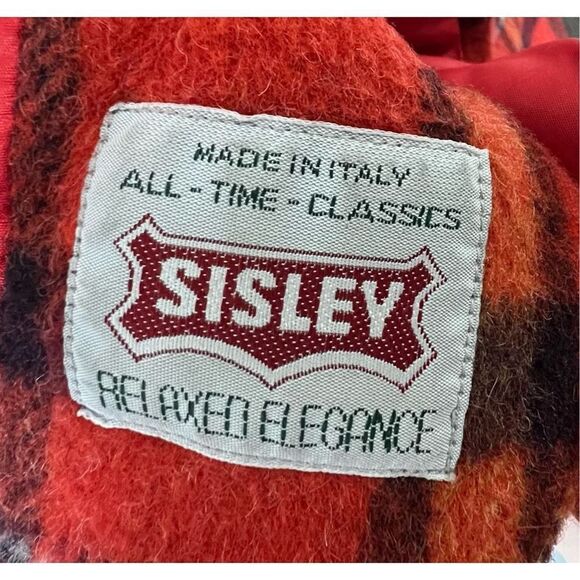 MADE IN ITALY
ALL - TIME - CLASSICS
SISLEY
RELAXED ELEGANCE